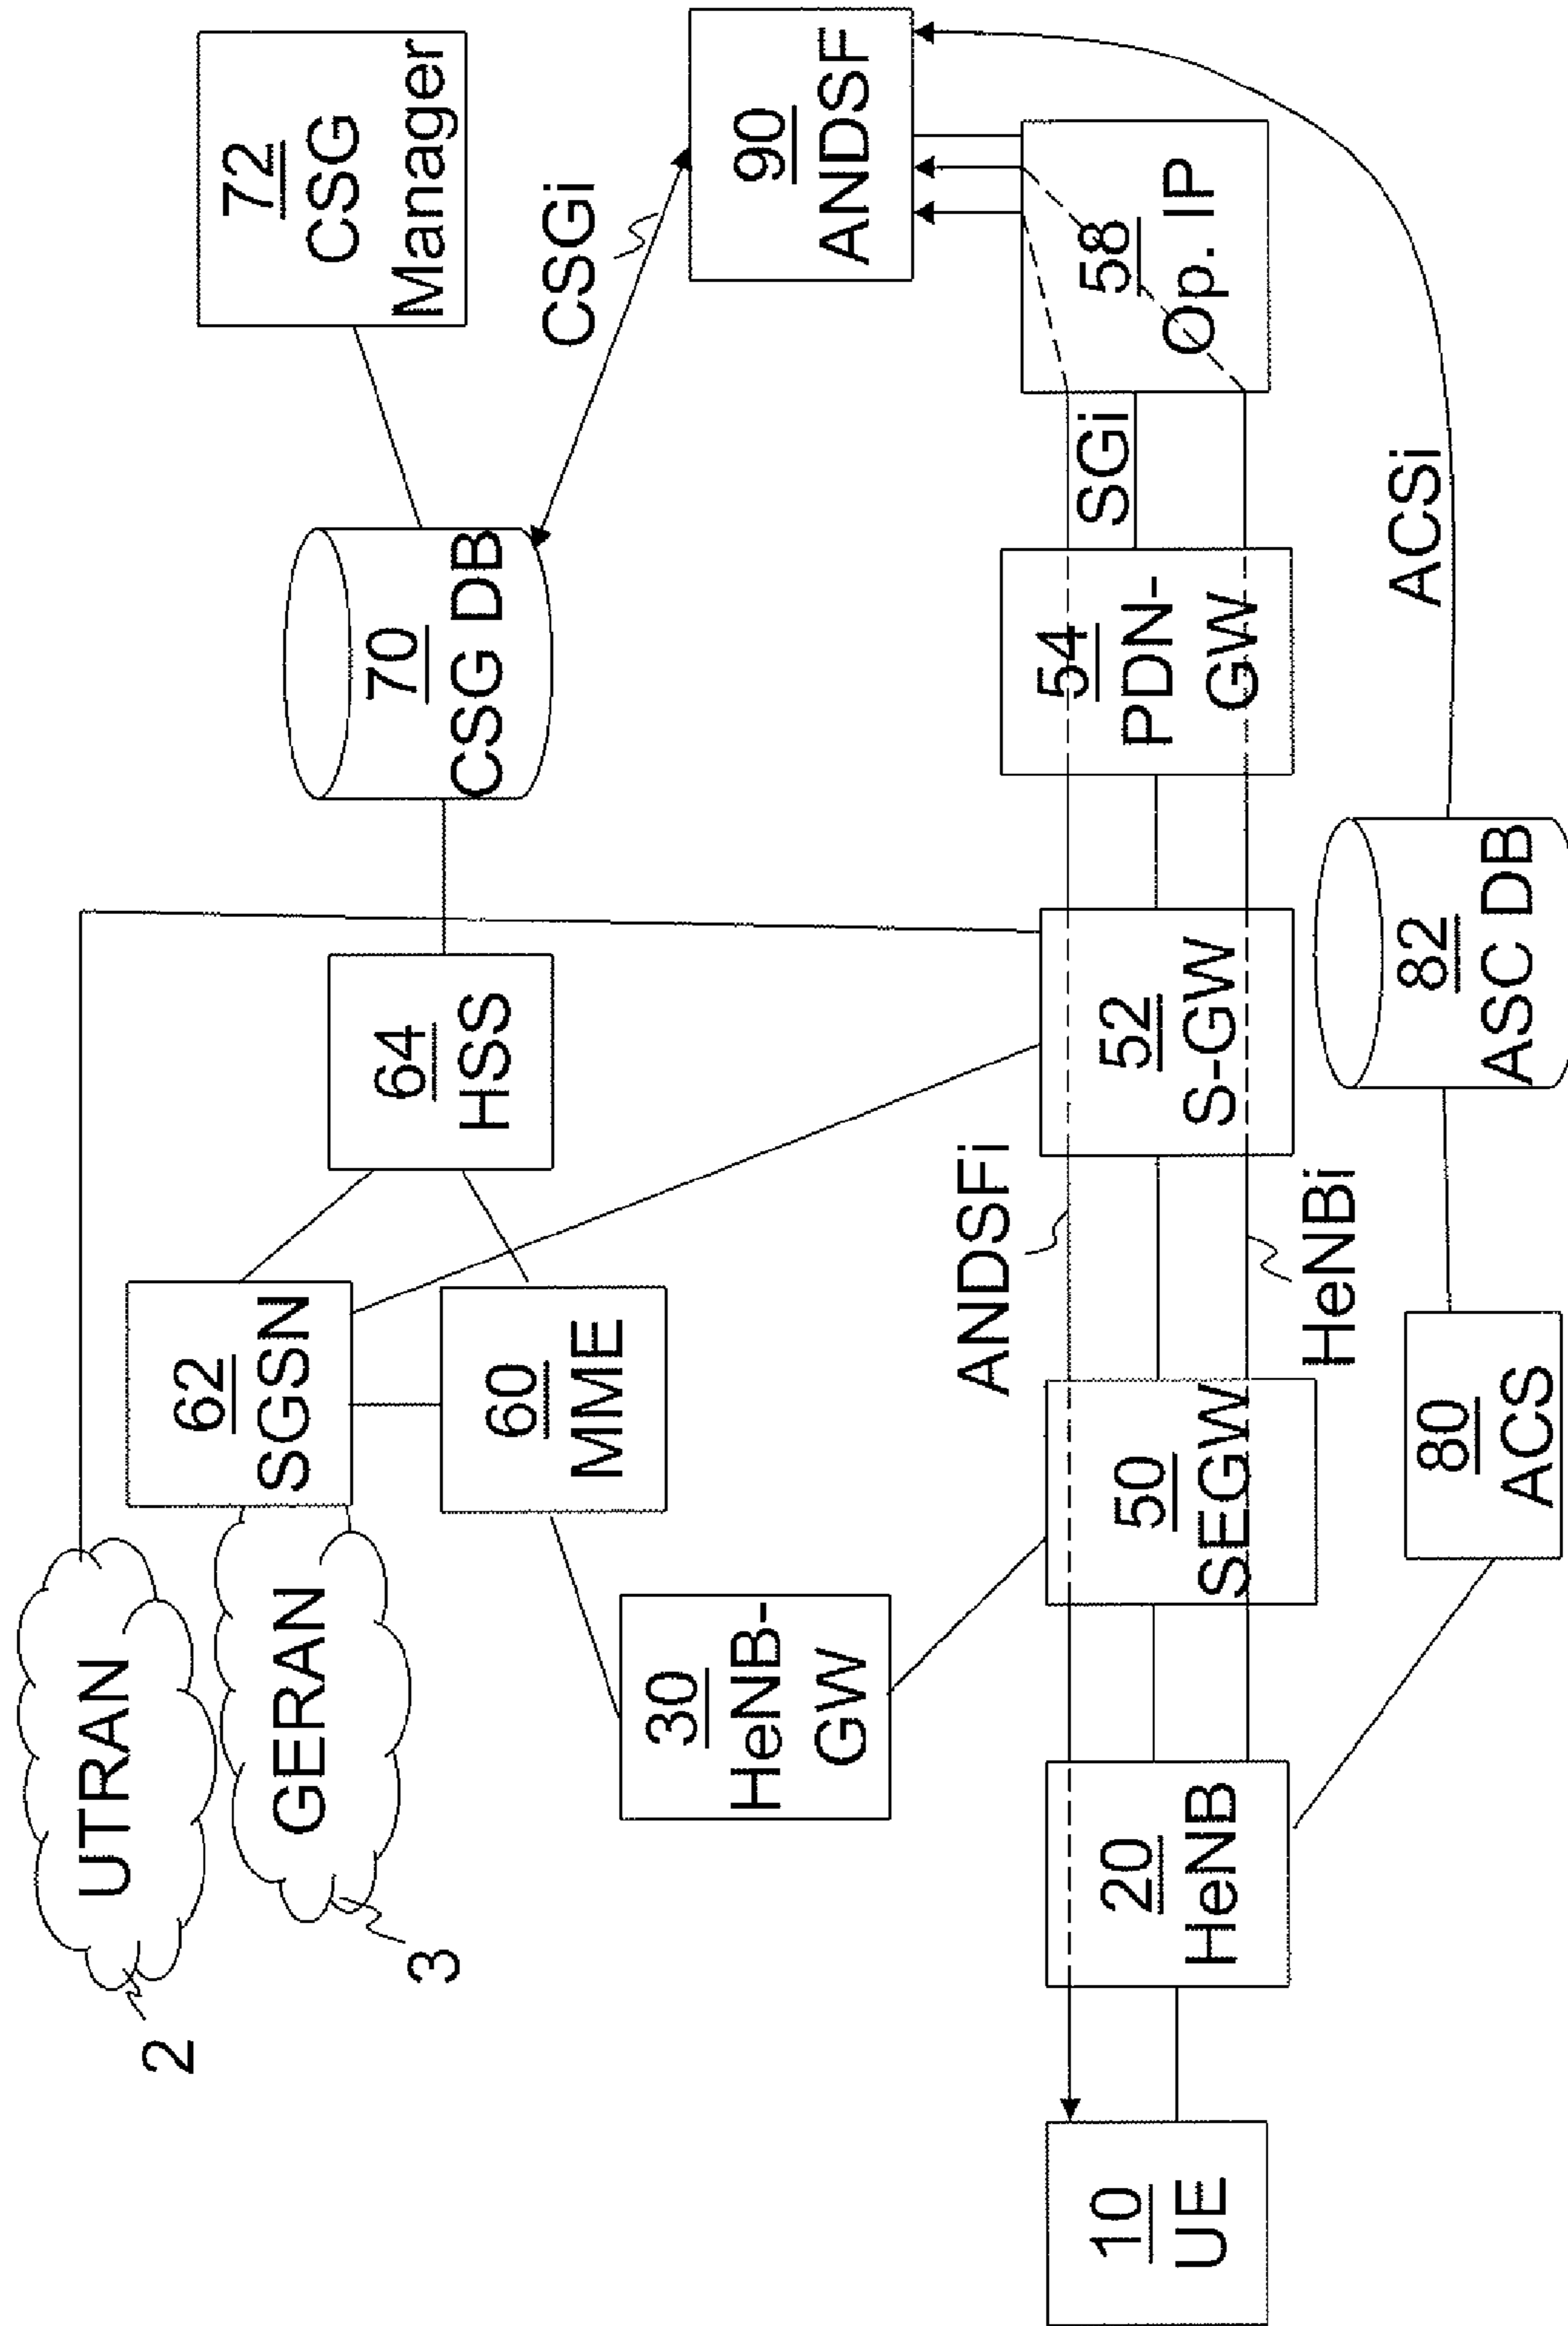 2
UTRAN
GERAN
3
62
SGSN
64
HSS
70
CSG DB
72
CSG
Manager
60
MME
CSGi
30
HeNB-
GW
90
ANDSF
ANDSFi
10
UE
20
HeNB
50
SEGW
52
S-GW
54
PDN-
GW
SGi
58
Op. IP
HeNBi
80
ACS
82
ASC DB
ACSi